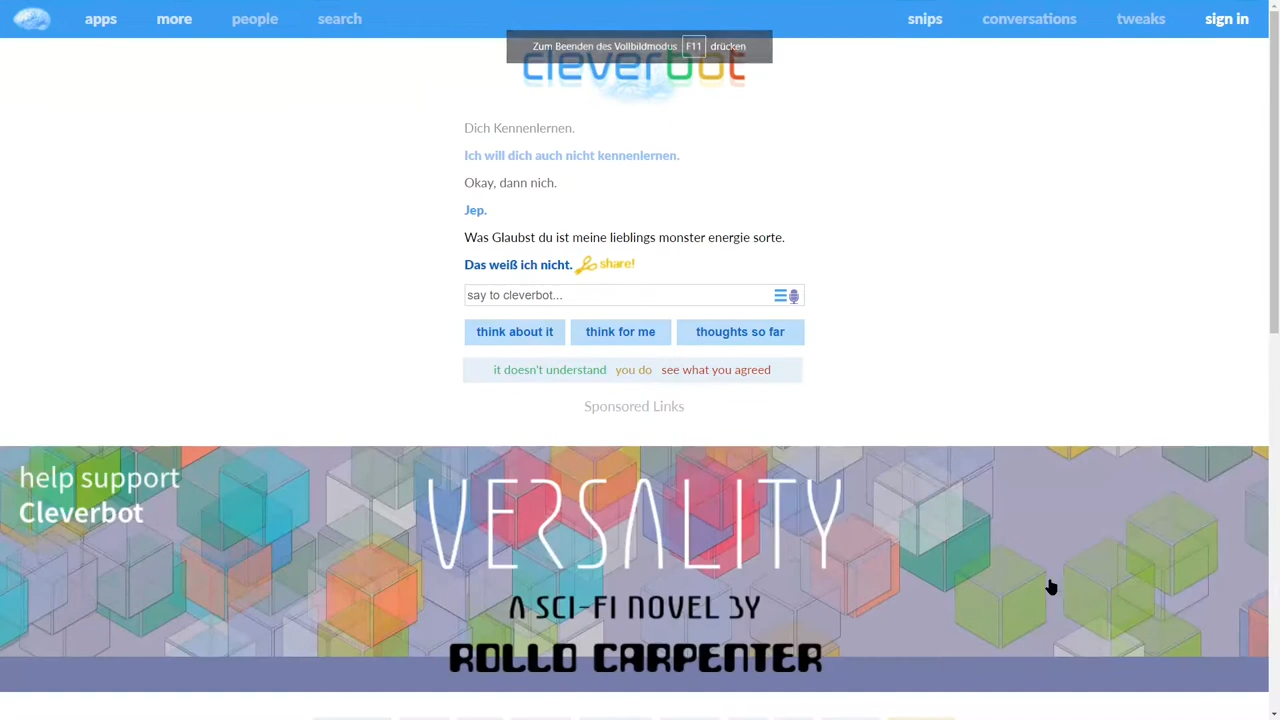 apps more people search snips conversations tweaks sign in
Zum Beenden des Vollbildmodus F11 drücken
cleverbot
Dich Kennenlernen.
Ich will dich auch nicht kennenlernen.
Okay, dann nich.
Jep.
Was Glaubst du ist meine lieblings monster energie sorte.
Das weiß ich nicht. share!
say to cleverbot...
think about it think for me thoughts so far
it doesn't understand you do see what you agreed
Sponsored Links
help support
Cleverbot
VERSALITY
A SCI-FI NOVEL BY
ROLLO CARPENTER